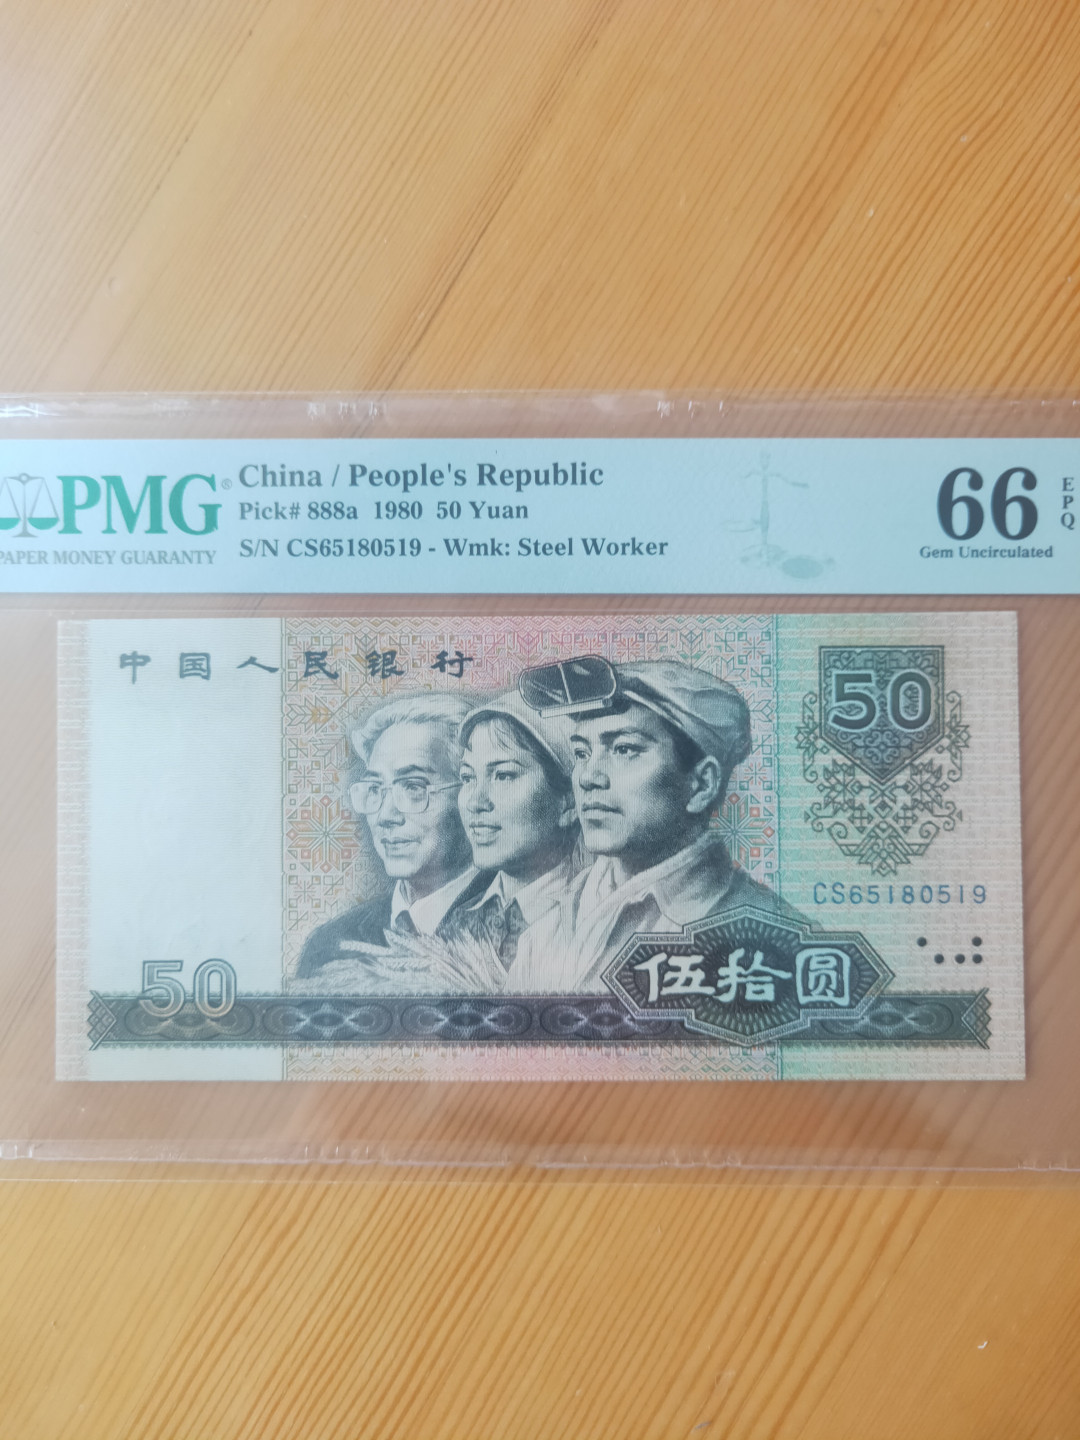 PMG®
PAPER MONEY GUARANTY
China / People's Republic
Pick# 888a 1980 50 Yuan
S/N CS65180519 - Wmk: Steel Worker
66 EPQ
Gem Uncirculated
中国人民银行
50
CS65180519
50
伍拾圆